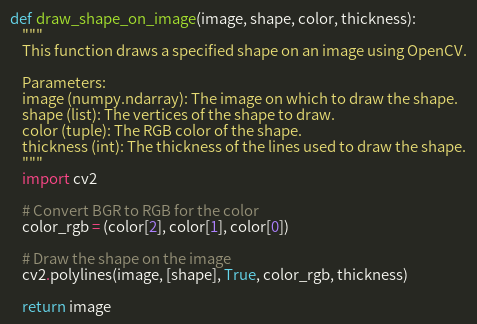 def draw_shape_on_image(image, shape, color, thickness):
"""
This function draws a specified shape on an image using OpenCV.
Parameters:
image (numpy.ndarray): The image on which to draw the shape.
shape (list): The vertices of the shape to draw.
color (tuple): The RGB color of the shape.
thickness (int): The thickness of the lines used to draw the shape.
"""
import cv2
# Convert BGR to RGB for the color
color_rgb = (color[2], color[1], color[0])
# Draw the shape on the image
cv2.polylines(image, [shape], True, color_rgb, thickness)
return image